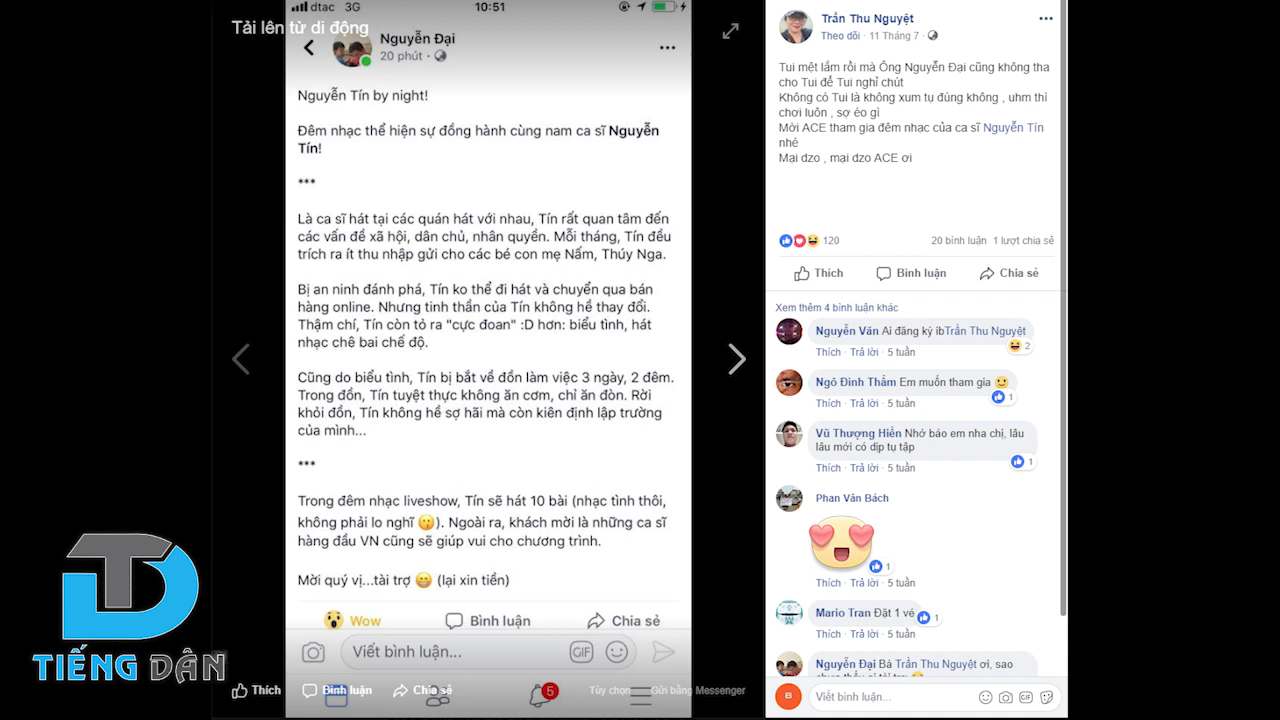 dtac 3G 10:51
Tải lên từ di động
Nguyễn Đại
20 phút ·
Nguyễn Tín by night!
Đêm nhạc thể hiện sự đồng hành cùng nam ca sĩ Nguyễn
Tín!
***
Là ca sĩ hát tại các quán hát với nhau, Tín rất quan tâm đến
các vấn đề xã hội, dân chủ, nhân quyền. Mỗi tháng, Tín đều
trích ra ít thu nhập gửi cho các bé con mẹ Nấm, Thúy Nga.
Bị an ninh đánh phá, Tín ko thể đi hát và chuyển qua bán
hàng online. Nhưng tinh thần của Tín không hề thay đổi.
Thậm chí, Tín còn tỏ ra "cực đoan" :D hơn: biểu tình, hát
nhạc chê bai chế độ.
Cũng do biểu tình, Tín bị bắt về đồn làm việc 3 ngày, 2 đêm.
Trong đồn, Tín tuyệt thực không ăn cơm, chỉ ăn đòn. Rời
khỏi đồn, Tín không hề sợ hãi mà còn kiên định lập trường
của mình...
***
Trong đêm nhạc liveshow, Tín sẽ hát 10 bài (nhạc tình thôi,
không phải lo nghĩ 🤫). Ngoài ra, khách mời là những ca sĩ
hàng đầu VN cũng sẽ giúp vui cho chương trình.
Mời quý vị...tài trợ 😁 (lại xin tiền)
Wow Bình luận Chia sẻ
Viết bình luận... GIF
Thích Bình luận Chia sẻ 5 Tùy chọn Gửi bằng Messenger
TD
TIẾNG DÂN
Trần Thu Nguyệt
Theo dõi · 11 Tháng 7 ·
Tui mệt lắm rồi mà Ông Nguyễn Đại cũng không tha
cho Tui để Tui nghỉ chút
Không có Tui là không xum tụ đúng không , uhm thì
chơi luôn , sợ éo gì
Mời ACE tham gia đêm nhạc của ca sĩ Nguyễn Tín
nhé
Mại dzo , mại dzo ACE ơi
120 20 bình luận 1 lượt chia sẻ
Thích Bình luận Chia sẻ
Xem thêm 4 bình luận khác
Nguyễn Văn Ai đăng ký ibTrần Thu Nguyệt
2
Thích · Trả lời · 5 tuần
Ngô Đình Thẩm Em muốn tham gia 🙂
1
Thích · Trả lời · 5 tuần
Vũ Thượng Hiền Nhớ báo em nha chị, lâu
lâu mới có dịp tụ tập
1
Thích · Trả lời · 5 tuần
Phan Văn Bách
1
Thích · Trả lời · 5 tuần
Mario Tran Đặt 1 vé
1
Thích · Trả lời · 5 tuần
Nguyễn Đại Bà Trần Thu Nguyệt ơi, sao
B Viết bình luận... GIF